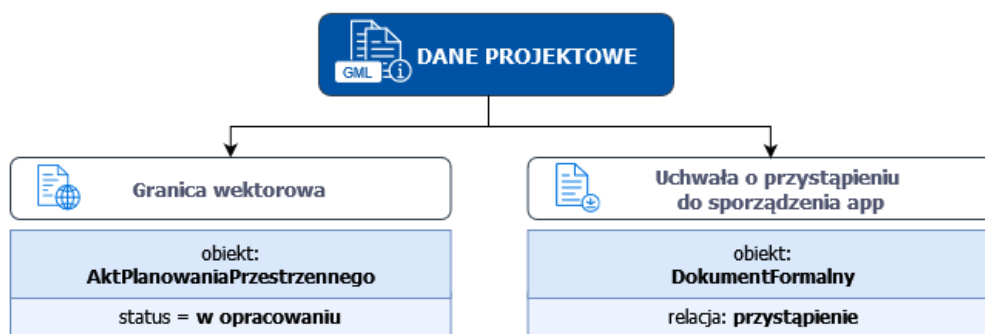 GML
DANE PROJEKTOWE
Granica wektorowa
Uchwała o przystąpieniu
do sporządzenia app
obiekt:
AktPlanowaniaPrzestrzennego
status = w opracowaniu
obiekt:
DokumentFormalny
relacja: przystąpienie